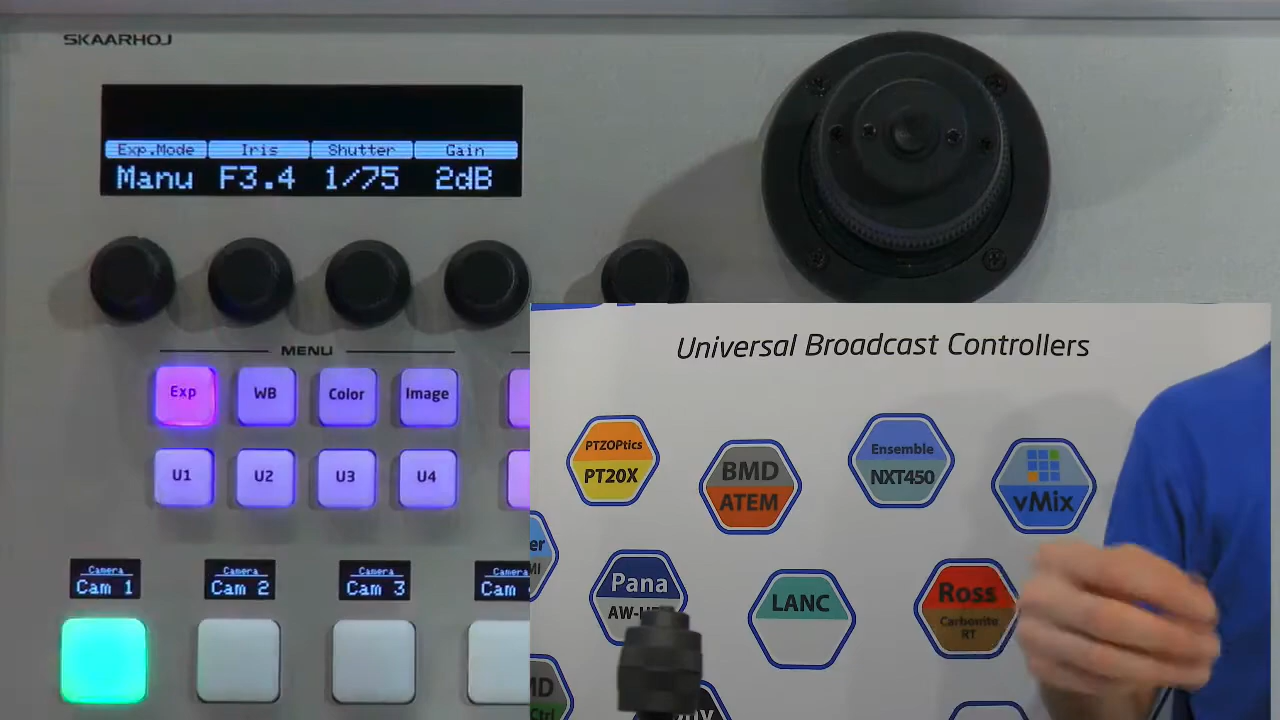 SKAARHOJ
Exp.Mode Iris Shutter Gain
Manu F3.4 1/75 2dB
MENU
Exp WB Color Image
U1 U2 U3 U4
Camera Camera Camera Camera
Cam 1 Cam 2 Cam 3 Cam
Universal Broadcast Controllers
PTZOptics
PT20X
BMD
ATEM
Ensemble
NXT450
vMix
Pana
LANC
Ross
Carbonite
RT